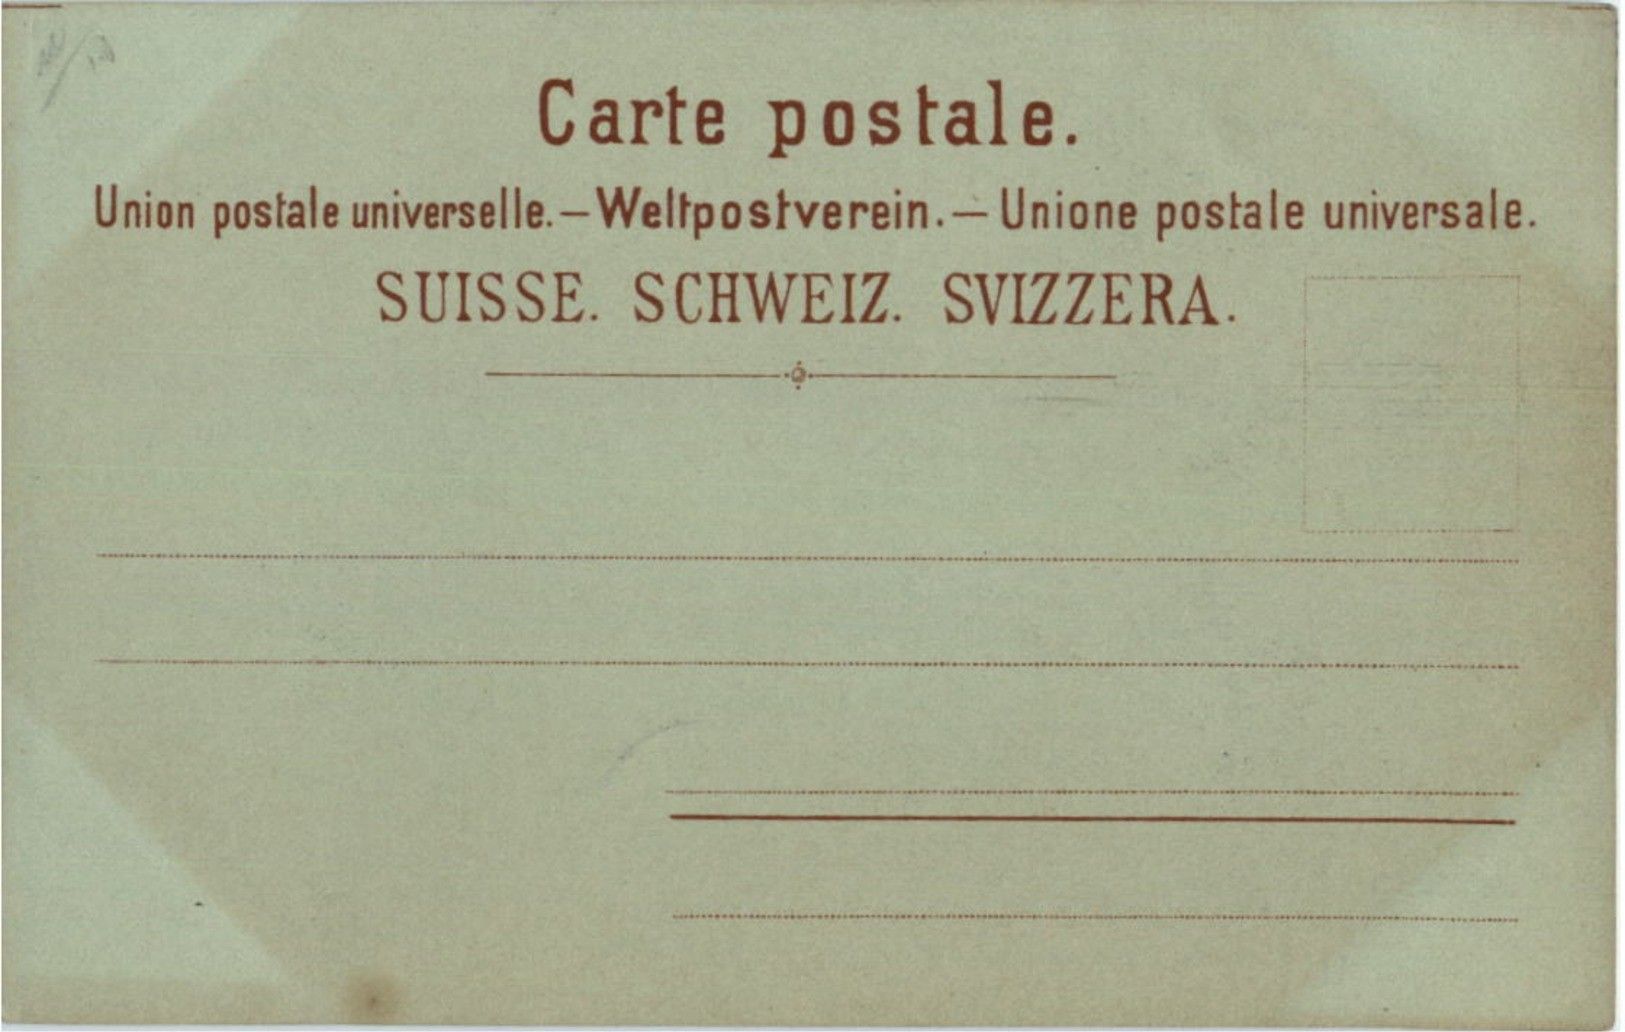 Carte postale.
Union postale universelle. — Weltpostverein. — Unione postale universale.
SUISSE. SCHWEIZ. SVIZZERA.